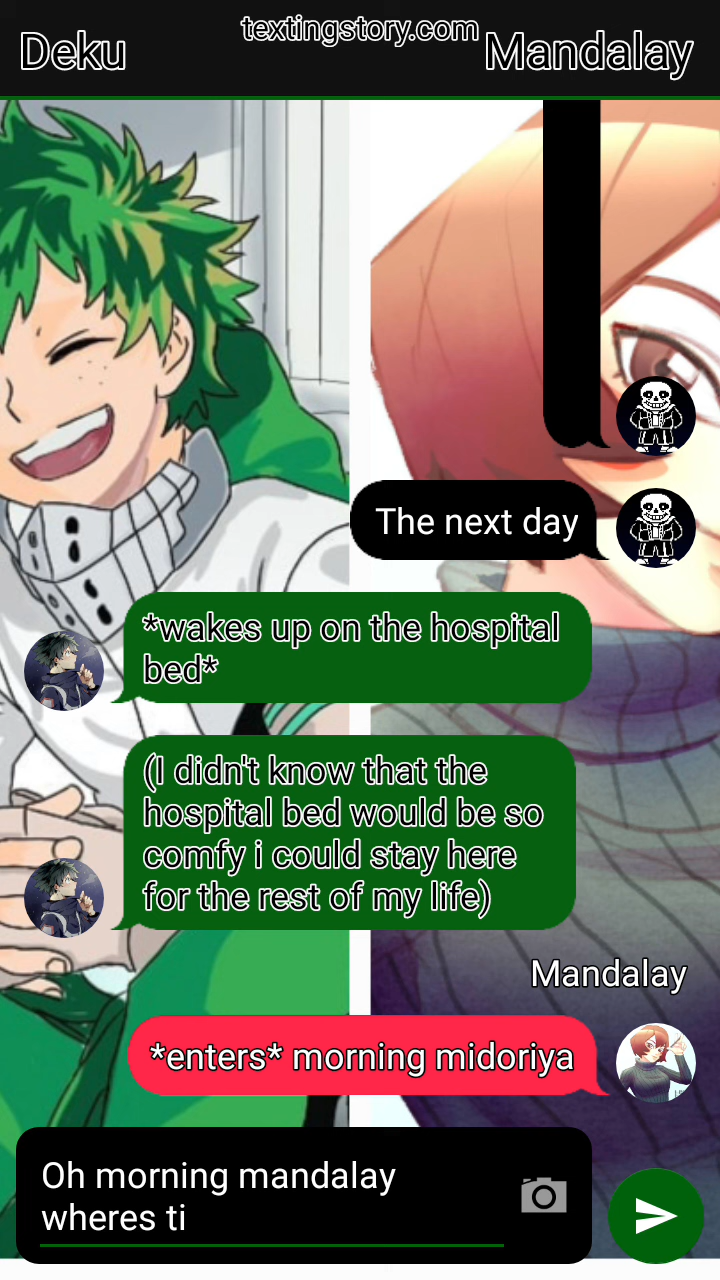 textingstory.com
Deku
Mandalay
The next day
*wakes up on the hospital
bed*
(I didn't know that the
hospital bed would be so
comfy i could stay here
for the rest of my life)
Mandalay
*enters* morning midoriya
Oh morning mandalay
wheres ti